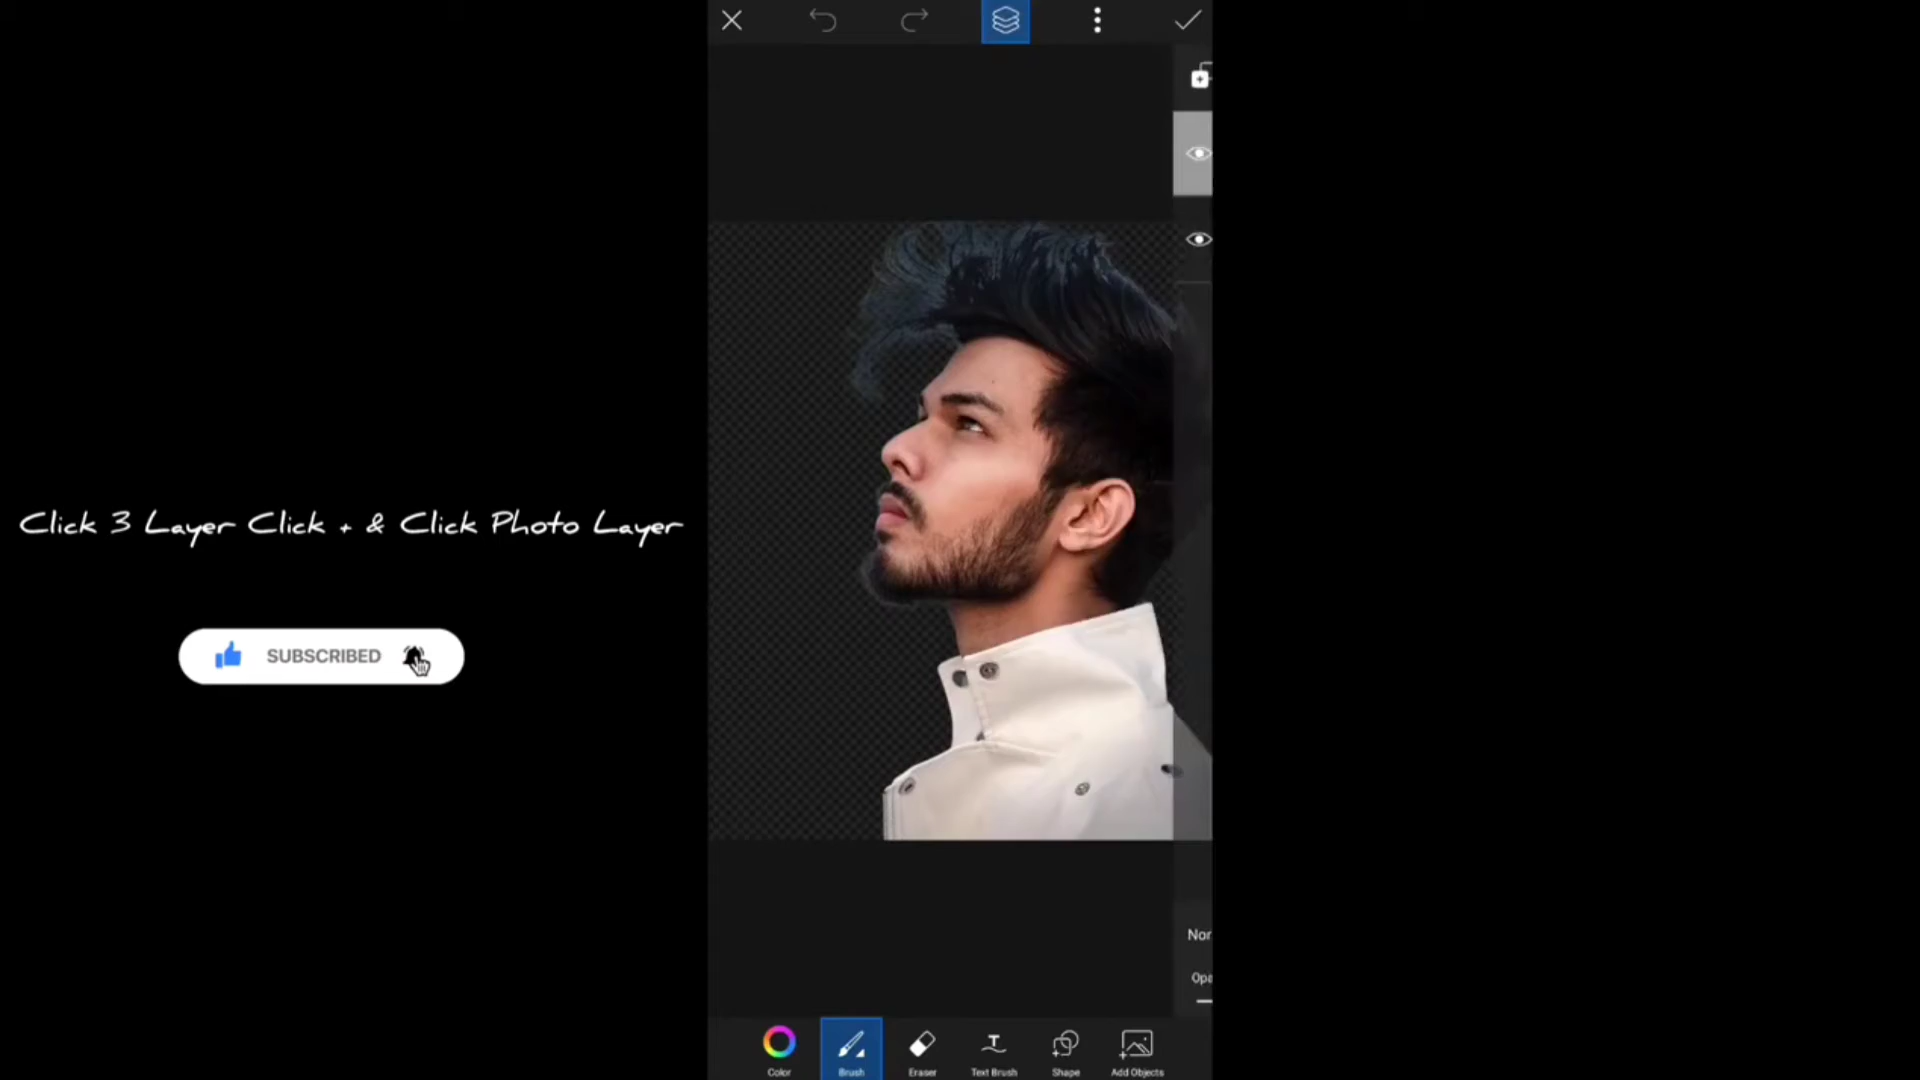 Click 3 Layer Click + & Click Photo Layer
SUBSCRIBED
Nor
Opa
Color
Brush
Eraser
Text Brush
Shape
Add Objects